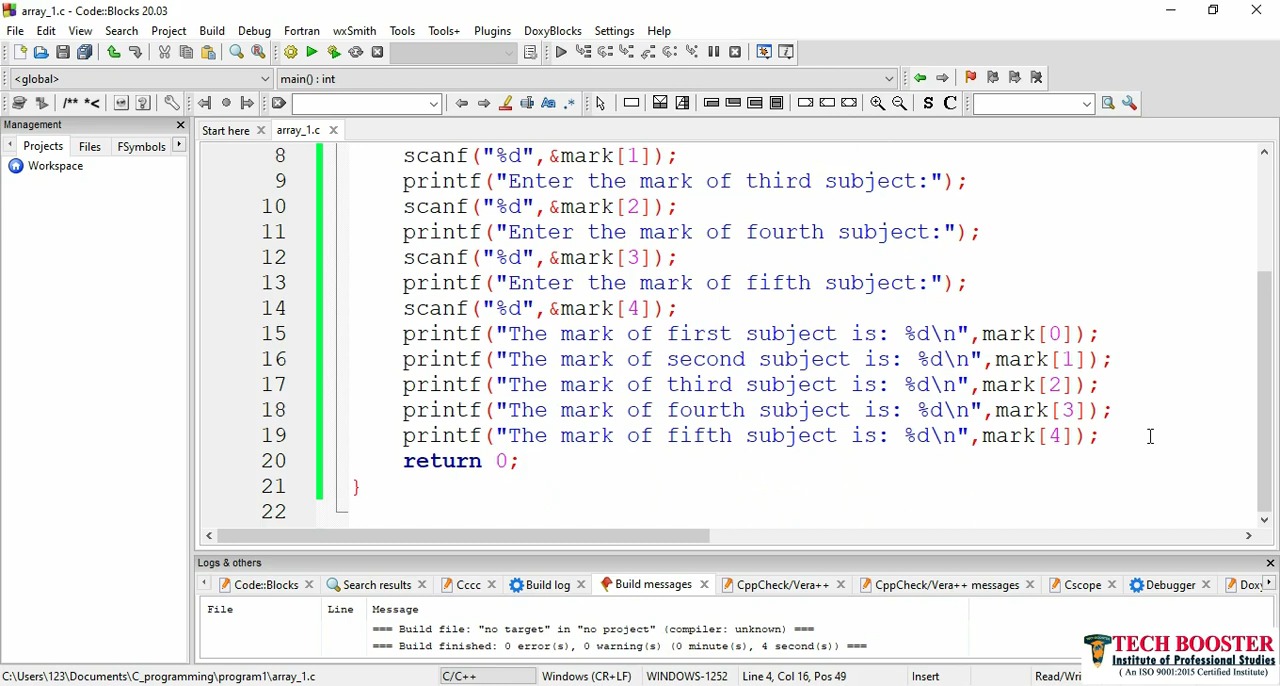 array_1.c - Code::Blocks 20.03
File Edit View Search Project Build Debug Fortran wxSmith Tools Tools+ Plugins DoxyBlocks Settings Help
<global> main() : int
/** *< Aa .* S C
Management
Start here array_1.c
Projects Files FSymbols
Workspace
8 scanf("%d",&mark[1]);
9 printf("Enter the mark of third subject:");
10 scanf("%d",&mark[2]);
11 printf("Enter the mark of fourth subject:");
12 scanf("%d",&mark[3]);
13 printf("Enter the mark of fifth subject:");
14 scanf("%d",&mark[4]);
15 printf("The mark of first subject is: %d\n",mark[0]);
16 printf("The mark of second subject is: %d\n",mark[1]);
17 printf("The mark of third subject is: %d\n",mark[2]);
18 printf("The mark of fourth subject is: %d\n",mark[3]);
19 printf("The mark of fifth subject is: %d\n",mark[4]);
20 return 0;
21 }
22
Logs & others
Code::Blocks Search results Cccc Build log Build messages CppCheck/Vera++ CppCheck/Vera++ messages Cscope Debugger Dox
File Line Message
=== Build file: "no target" in "no project" (compiler: unknown) ===
=== Build finished: 0 error(s), 0 warning(s) (0 minute(s), 4 second(s)) ===
TECH BOOSTER
Institute of Professional Studies
( An ISO 9001:2015 Certified Institute)
C:\Users\123\Documents\C_programming\program1\array_1.c C/C++ Windows (CR+LF) WINDOWS-1252 Line 4, Col 16, Pos 49 Insert Read/Wri